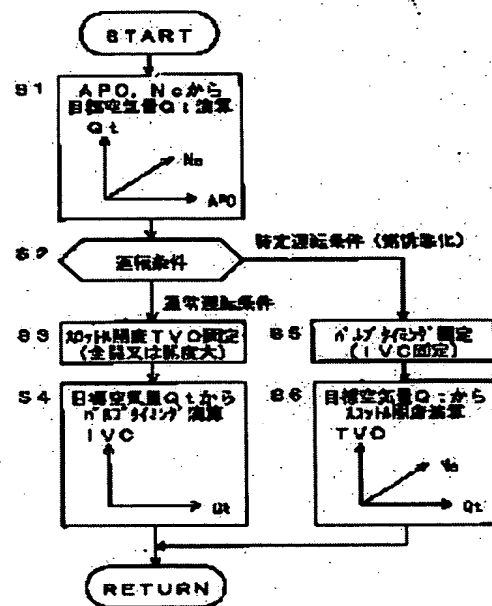 START
S1
APO, Neから
目標空気量Qt演算
Qt
Ne
APO
S2
運転条件
特定運転条件
通常運転条件
S3
スロットル開度TVO固定
(全開又は開度大)
S5
バルブタイミング固定
(IVC固定)
S4
目標空気量Qtから
バルブタイミング演算
IVC
Qt
S6
目標空気量Qtから
スロットル開度演算
TVO
Ne
Qt
RETURN